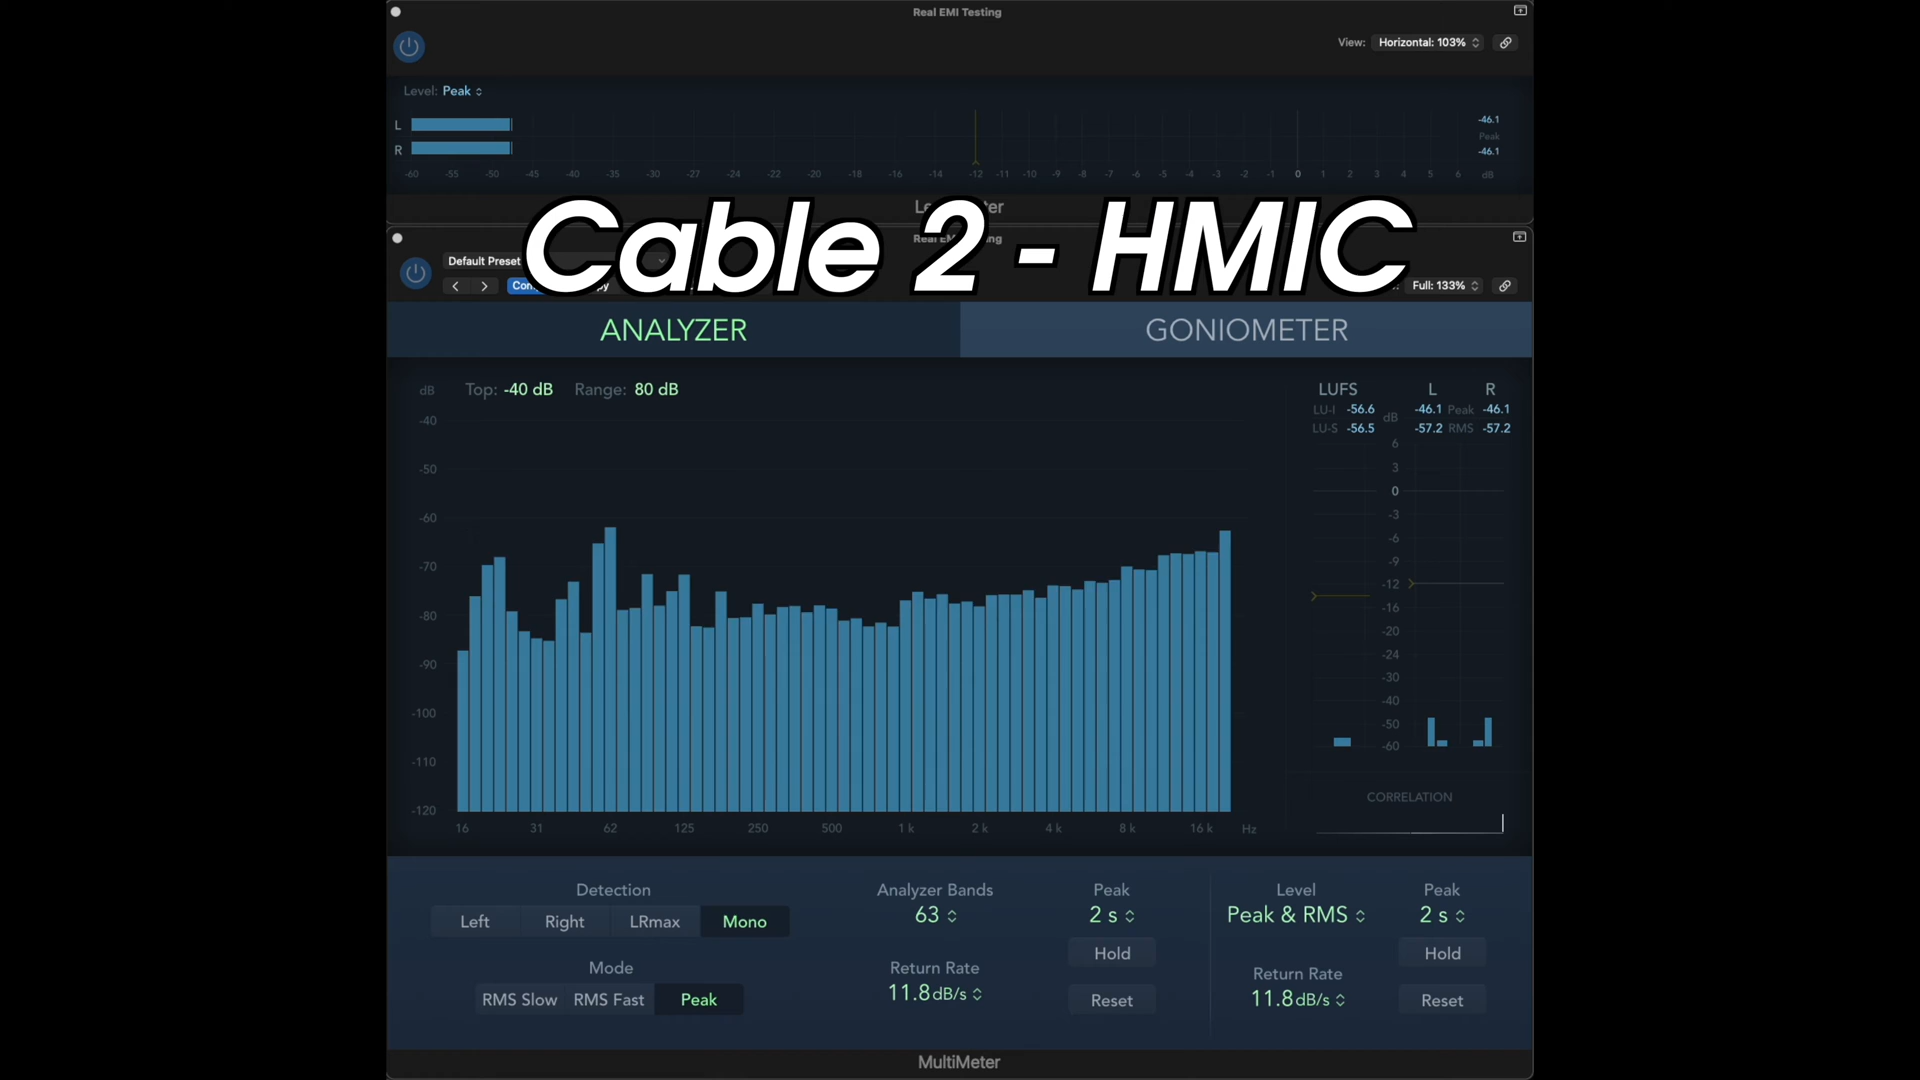 Real EMI Testing
View: Horizontal: 103%
Level: Peak
L
R
-60 -55 -50 -45 -40 -35 -30 -27 -24 -22 -20 -18 -16 -14 -12 -11 -10 -9 -8 -7 -6 -5 -4 -3 -2 -1 0 1 2 3 4 5 6 dB
-46.1
Peak
-46.1
Cable 2 - HMIC
Default Preset
Full: 133%
ANALYZER
GONIOMETER
dB
Top: -40 dB Range: 80 dB
-40
-50
-60
-70
-80
-90
-100
-110
-120
16 31 62 125 250 500 1 k 2 k 4 k 8 k 16 k Hz
LUFS L R
LU-I -56.6 dB -46.1 Peak -46.1
LU-S -56.5 -57.2 RMS -57.2
6
3
0
-3
-6
-9
-12
-16
-20
-24
-30
-40
-50
-60
CORRELATION
Detection
Left Right LRmax Mono
Mode
RMS Slow RMS Fast Peak
Analyzer Bands
63
Return Rate
11.8dB/s
Peak
2 s
Hold
Reset
Level
Peak & RMS
Return Rate
11.8dB/s
Peak
2 s
Hold
Reset
MultiMeter